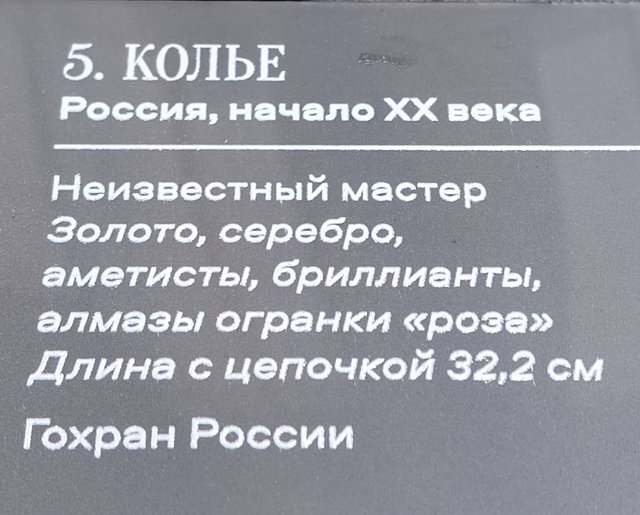 5. КОЛЬЕ
Россия, начало XX века
Неизвестный мастер
Золото, серебро,
аметисты, бриллианты,
алмазы огранки «роза»
Длина с цепочкой 32,2 см
Гохран России